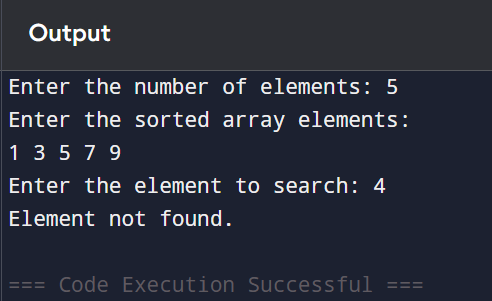 Output
Enter the number of elements: 5
Enter the sorted array elements:
1 3 5 7 9
Enter the element to search: 4
Element not found.
=== Code Execution Successful ===